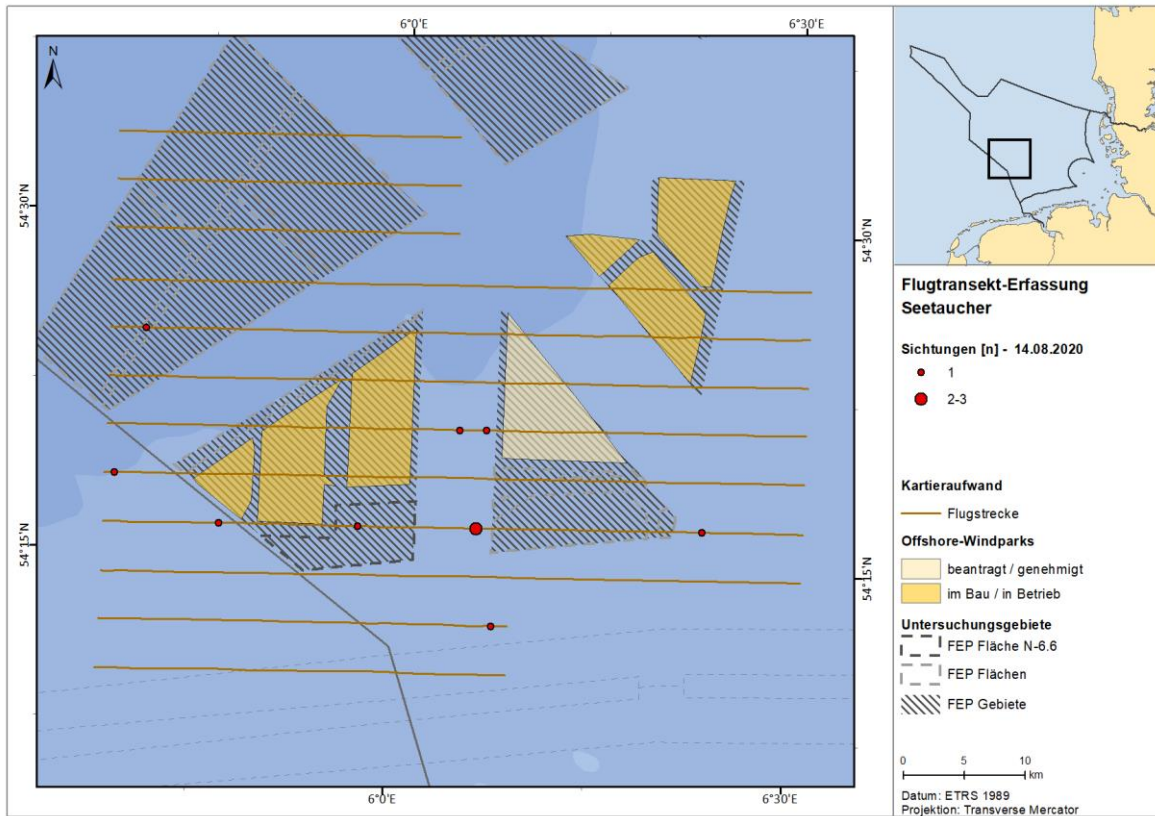 6°0'E
6°30'E
N
54°30'N
54°30'N
54°15'N
54°15'N
6°0'E
6°30'E
Flugtransekt-Erfassung
Seetaucher
Sichtungen [n] - 14.08.2020
1
2-3
Kartieraufwand
Flugstrecke
Offshore-Windparks
beantragt / genehmigt
im Bau / in Betrieb
Untersuchungsgebiete
FEP Fläche N-6.6
FEP Flächen
FEP Gebiete
0 5 10
km
Datum: ETRS 1989
Projektion: Transverse Mercator